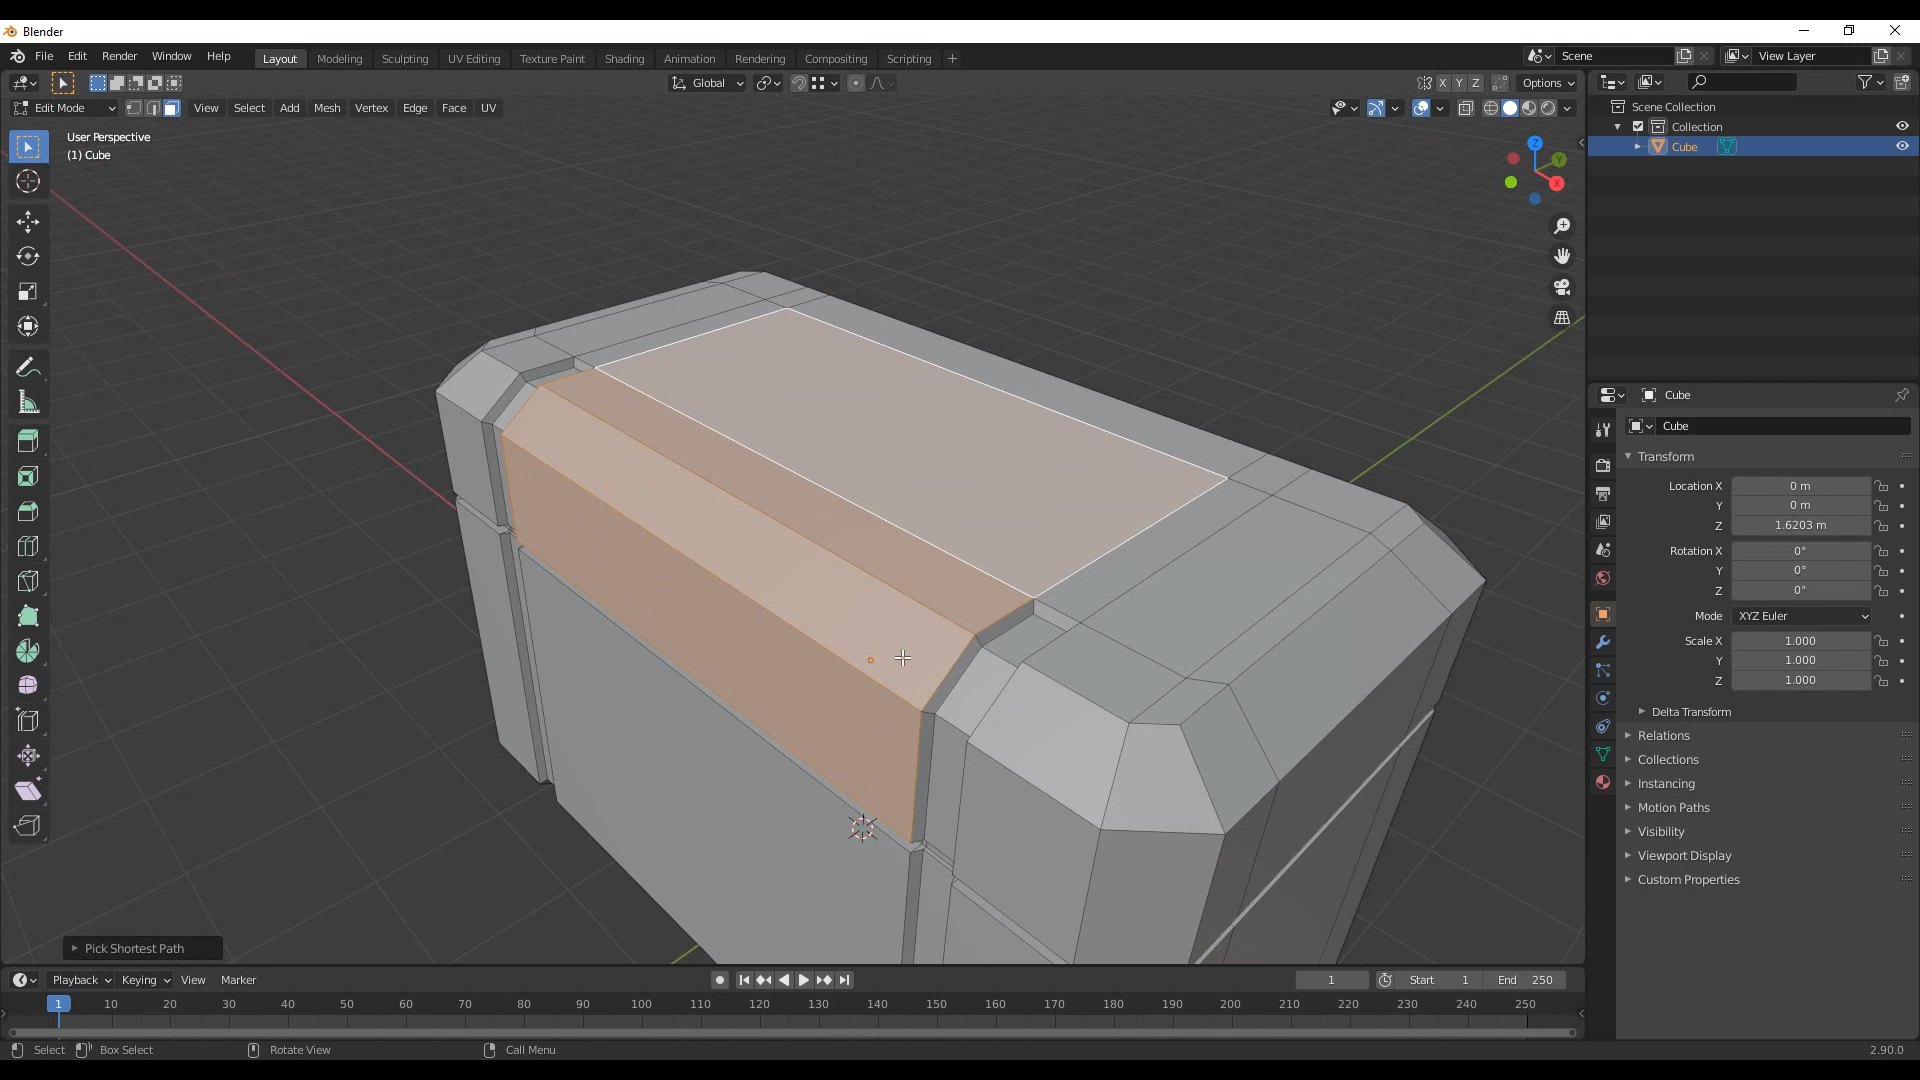 Blender
File Edit Render Window Help Layout Modeling Sculpting UV Editing Texture Paint Shading Animation Rendering Compositing Scripting + Scene View Layer
Global X Y Z Options
Edit Mode View Select Add Mesh Vertex Edge Face UV
User Perspective
(1) Cube
Z
Y
X
Scene Collection
Collection
Cube
Cube
Cube
Transform
Location X 0 m
Y 0 m
Z 1.6203 m
Rotation X 0°
Y 0°
Z 0°
Mode XYZ Euler
Scale X 1.000
Y 1.000
Z 1.000
Delta Transform
Relations
Collections
Instancing
Motion Paths
Visibility
Viewport Display
Custom Properties
Pick Shortest Path
Playback Keying View Marker 1 Start 1 End 250
1 10 20 30 40 50 60 70 80 90 100 110 120 130 140 150 160 170 180 190 200 210 220 230 240 250
Select Box Select Rotate View Call Menu 2.90.0